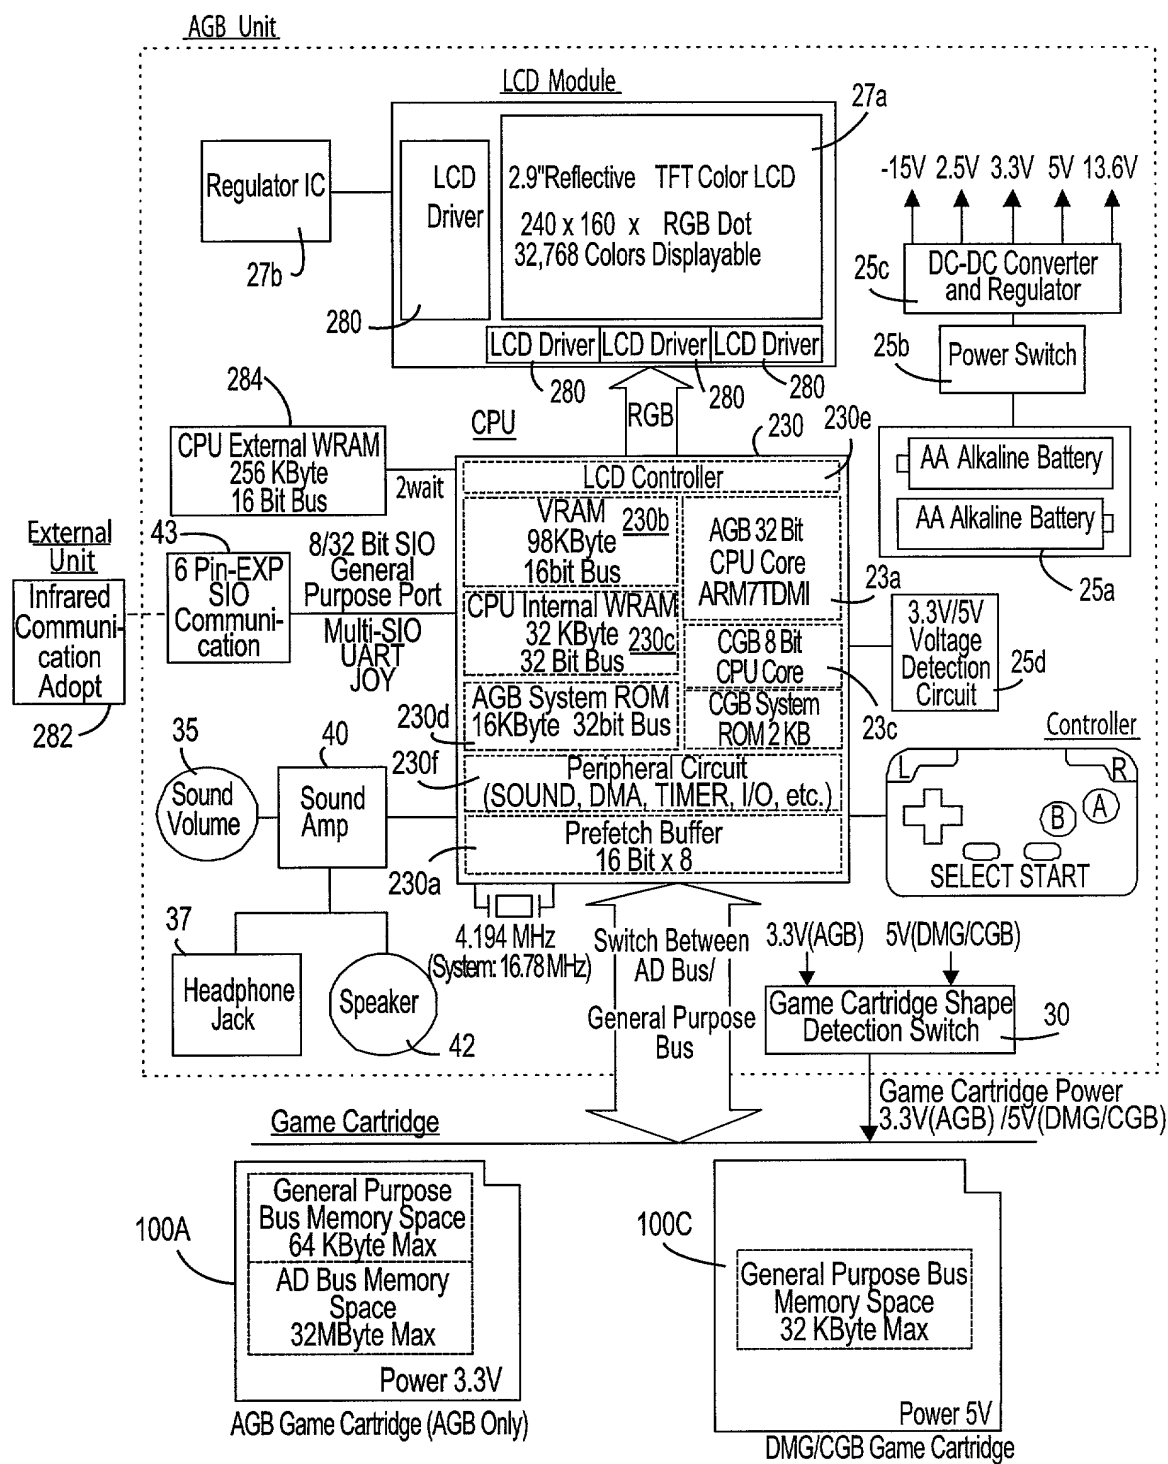 AGB Unit
LCD Module
27a
Regulator IC
27b
LCD
Driver
280
2.9"Reflective TFT Color LCD
240 x 160 x RGB Dot
32,768 Colors Displayable
LCD Driver
LCD Driver
LCD Driver
280
280
280
-15V 2.5V 3.3V 5V 13.6V
25c
DC-DC Converter
and Regulator
25b
Power Switch
AA Alkaline Battery
AA Alkaline Battery
25a
284
CPU External WRAM
256 KByte
16 Bit Bus
2wait
CPU
RGB
230
230e
LCD Controller
VRAM
98KByte
16bit Bus
230b
AGB 32 Bit
CPU Core
ARM7TDMI
23a
CPU Internal WRAM
32 KByte
32 Bit Bus
230c
CGB 8 Bit
CPU Core
23c
AGB System ROM
16KByte 32bit Bus
230d
CGB System
ROM 2 KB
230f
Peripheral Circuit
(SOUND, DMA, TIMER, I/O, etc.)
Prefetch Buffer
16 Bit x 8
230a
External
Unit
Infrared
Communi-
cation
Adopt
282
43
6 Pin-EXP
SIO
Communi-
cation
8/32 Bit SIO
General
Purpose Port
Multi-SIO
UART
JOY
3.3V/5V
Voltage
Detection
Circuit
25d
35
Sound
Volume
40
Sound
Amp
37
Headphone
Jack
Speaker
42
4.194 MHz
(System: 16.78 MHz)
Controller
L
R
B
A
SELECT START
Switch Between
AD Bus/
General Purpose
Bus
3.3V(AGB)
5V(DMG/CGB)
Game Cartridge Shape
Detection Switch
30
Game Cartridge Power
3.3V(AGB) /5V(DMG/CGB)
Game Cartridge
100A
General Purpose
Bus Memory Space
64 KByte Max
AD Bus Memory
Space
32MByte Max
Power 3.3V
AGB Game Cartridge (AGB Only)
100C
General Purpose Bus
Memory Space
32 KByte Max
Power 5V
DMG/CGB Game Cartridge